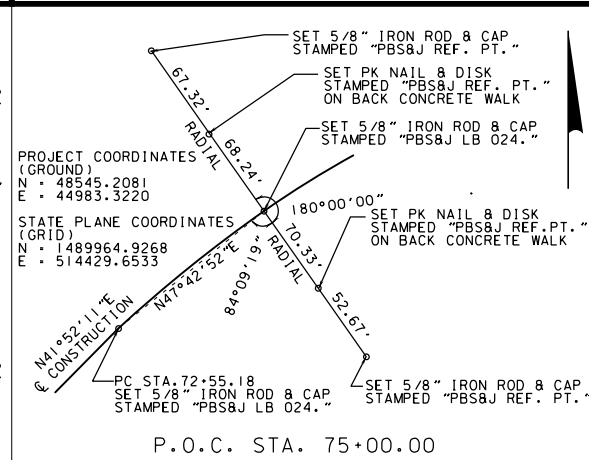 SET 5/8" IRON ROD & CAP
STAMPED "PBS&J REF. PT."
SET PK NAIL & DISK
STAMPED "PBS&J REF. PT."
ON BACK CONCRETE WALK
SET 5/8" IRON ROD & CAP
STAMPED "PBS&J LB 024."
67.32'
68.24'
RADIAL
PROJECT COORDINATES
(GROUND)
N = 48545.2081
E = 44983.3220
STATE PLANE COORDINATES
(GRID)
N = 1489964.9268
E = 514429.6533
180°00'00"
SET PK NAIL & DISK
STAMPED "PBS&J REF.PT."
ON BACK CONCRETE WALK
70.33'
RADIAL
52.67'
84°09'19"
N47°42'52"E
N41°52'11"E
℄ CONSTRUCTION
PC STA.72+55.18
SET 5/8" IRON ROD & CAP
STAMPED "PBS&J LB 024."
SET 5/8" IRON ROD & CAP
STAMPED "PBS&J REF. PT."
P.O.C. STA. 75+00.00